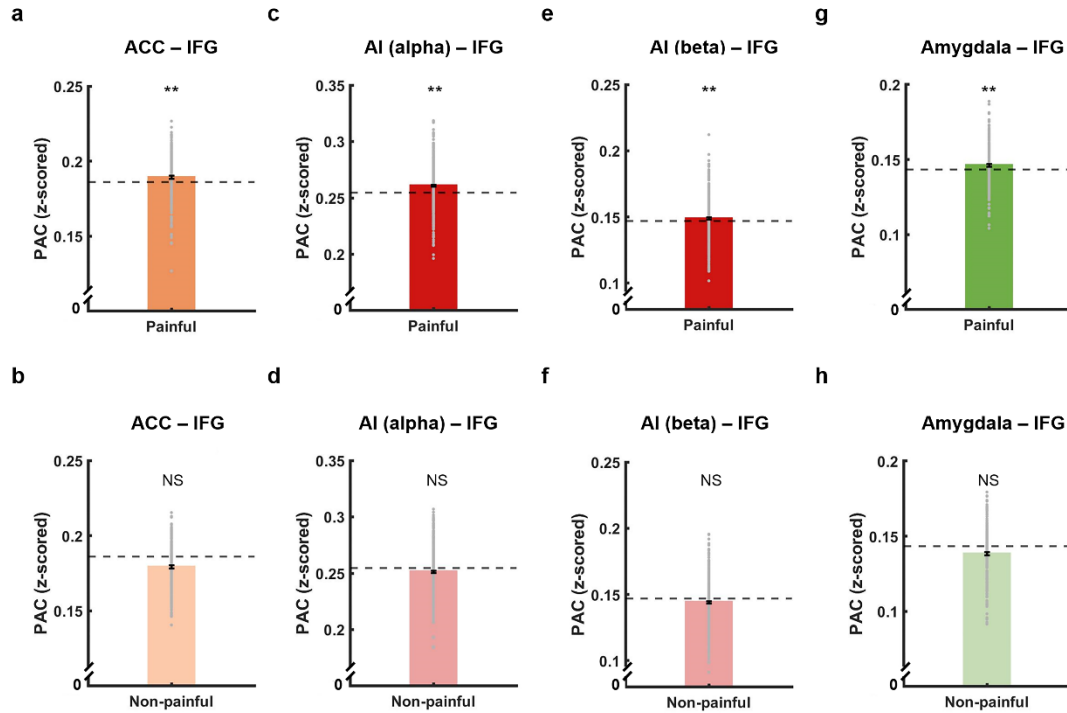 a
ACC – IFG
0.25
**
0.2
0.15
0
PAC (z-scored)
Painful
c
AI (alpha) – IFG
0.35
**
0.3
0.25
0.2
0
PAC (z-scored)
Painful
e
AI (beta) – IFG
0.25
**
0.2
0.15
0.1
0
PAC (z-scored)
Painful
g
Amygdala – IFG
0.2
**
0.15
0.1
0
PAC (z-scored)
Painful
b
ACC – IFG
0.25
NS
0.2
0.15
0
PAC (z-scored)
Non-painful
d
AI (alpha) – IFG
0.35
NS
0.3
0.25
0.2
0
PAC (z-scored)
Non-painful
f
AI (beta) – IFG
0.25
NS
0.2
0.15
0.1
0
PAC (z-scored)
Non-painful
h
Amygdala – IFG
0.2
NS
0.15
0.1
0
PAC (z-scored)
Non-painful